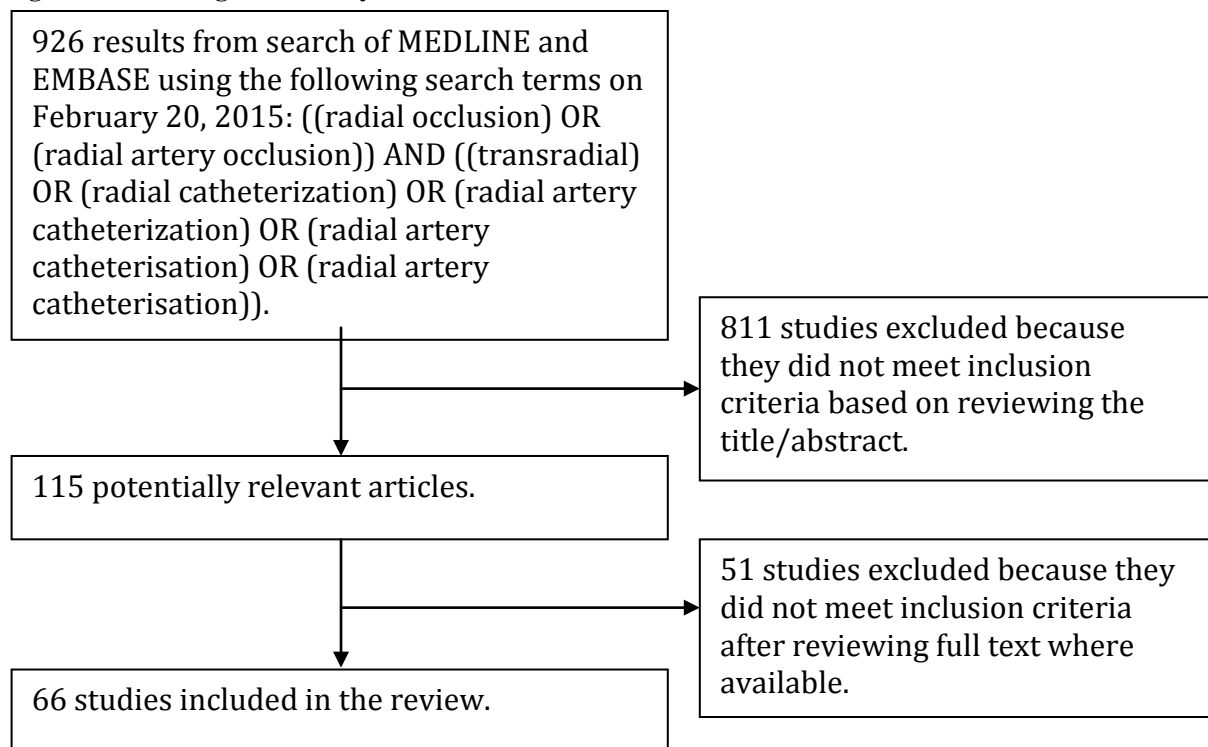 926 results from search of MEDLINE and
EMBASE using the following search terms on
February 20, 2015: ((radial occlusion) OR
(radial artery occlusion)) AND ((transradial)
OR (radial catheterization) OR (radial artery
catheterization) OR (radial artery
catheterisation) OR (radial artery
catheterisation)).
811 studies excluded because
they did not meet inclusion
criteria based on reviewing the
title/abstract.
115 potentially relevant articles.
51 studies excluded because they
did not meet inclusion criteria
after reviewing full text where
available.
66 studies included in the review.